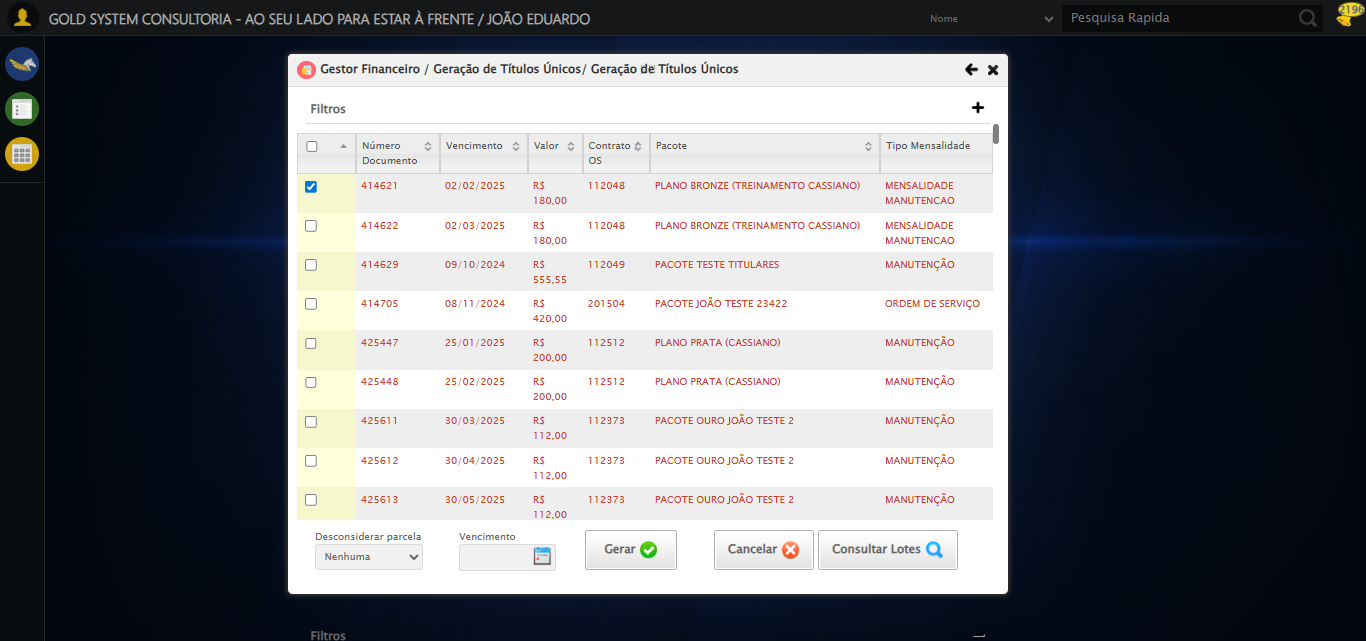 GOLD SYSTEM CONSULTORIA - AO SEU LADO PARA ESTAR À FRENTE / JOÃO EDUARDO
Nome
Pesquisa Rapida
2196
Gestor Financeiro / Geração de Títulos Únicos/ Geração de Títulos Únicos
Filtros
Número Documento Vencimento Valor Contrato OS Pacote Tipo Mensalidade
414621 02/02/2025 R$ 180,00 112048 PLANO BRONZE (TREINAMENTO CASSIANO) MENSALIDADE MANUTENCAO
414622 02/03/2025 R$ 180,00 112048 PLANO BRONZE (TREINAMENTO CASSIANO) MENSALIDADE MANUTENCAO
414629 09/10/2024 R$ 555,55 112049 PACOTE TESTE TITULARES MANUTENÇÃO
414705 08/11/2024 R$ 420,00 201504 PACOTE JOÃO TESTE 23422 ORDEM DE SERVIÇO
425447 25/01/2025 R$ 200,00 112512 PLANO PRATA (CASSIANO) MANUTENÇÃO
425448 25/02/2025 R$ 200,00 112512 PLANO PRATA (CASSIANO) MANUTENÇÃO
425611 30/03/2025 R$ 112,00 112373 PACOTE OURO JOÃO TESTE 2 MANUTENÇÃO
425612 30/04/2025 R$ 112,00 112373 PACOTE OURO JOÃO TESTE 2 MANUTENÇÃO
425613 30/05/2025 R$ 112,00 112373 PACOTE OURO JOÃO TESTE 2 MANUTENÇÃO
Desconsiderar parcela Vencimento
Nenhuma Gerar Cancelar Consultar Lotes
Filtros